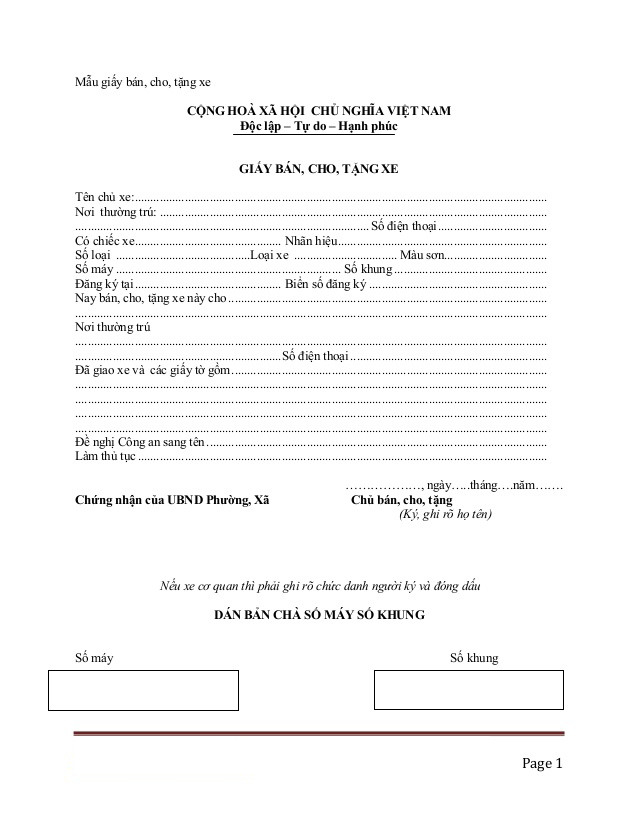 Mẫu giấy bán, cho, tặng xe
CỘNG HOÀ XÃ HỘI CHỦ NGHĨA VIỆT NAM
Độc lập – Tự do – Hạnh phúc
GIẤY BÁN, CHO, TẶNG XE
Tên chủ xe:....................................................................................................
Nơi thường trú: ....................................................................................................
.................................................................................................... Số điện thoại..............................
Có chiếc xe........................................ Nhãn hiệu..................................................
Số loại ........................................Loại xe .............................. Màu sơn..............................
Số máy .................................................. Số khung........................................
Đăng ký tại........................................ Biển số đăng ký ..................................................
Nay bán, cho, tặng xe này cho....................................................................................................
....................................................................................................
Nơi thường trú
....................................................................................................
..................................................Số điện thoại..................................................
Đã giao xe và các giấy tờ gồm....................................................................................................
....................................................................................................
....................................................................................................
....................................................................................................
....................................................................................................
Đề nghị Công an sang tên....................................................................................................
Làm thủ tục ....................................................................................................
………………, ngày…..tháng….năm…….
Chứng nhận của UBND Phường, Xã Chủ bán, cho, tặng
(Ký, ghi rõ họ tên)
Nếu xe cơ quan thì phải ghi rõ chức danh người ký và đóng dấu
DÁN BẢN CHÀ SỐ MÁY SỐ KHUNG
Số máy Số khung
Page 1